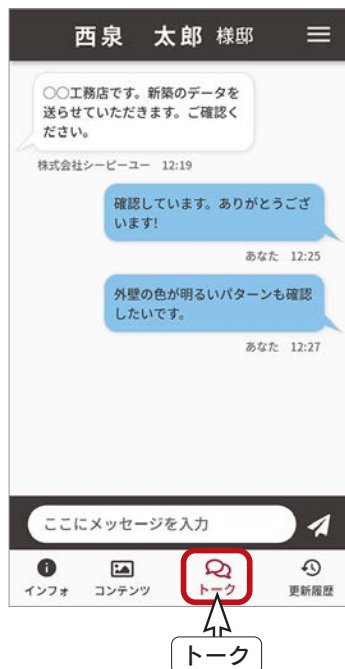 西泉 太郎 様邸
○○工務店です。新築のデータを
送らせていただきます。ご確認く
ださい。
株式会社シーピーユー 12:19
確認しています。ありがとうござ
います!
あなた 12:25
外壁の色が明るいパターンも確認
したいです。
あなた 12:27
ここにメッセージを入力
インフォ コンテンツ トーク 更新履歴
トーク